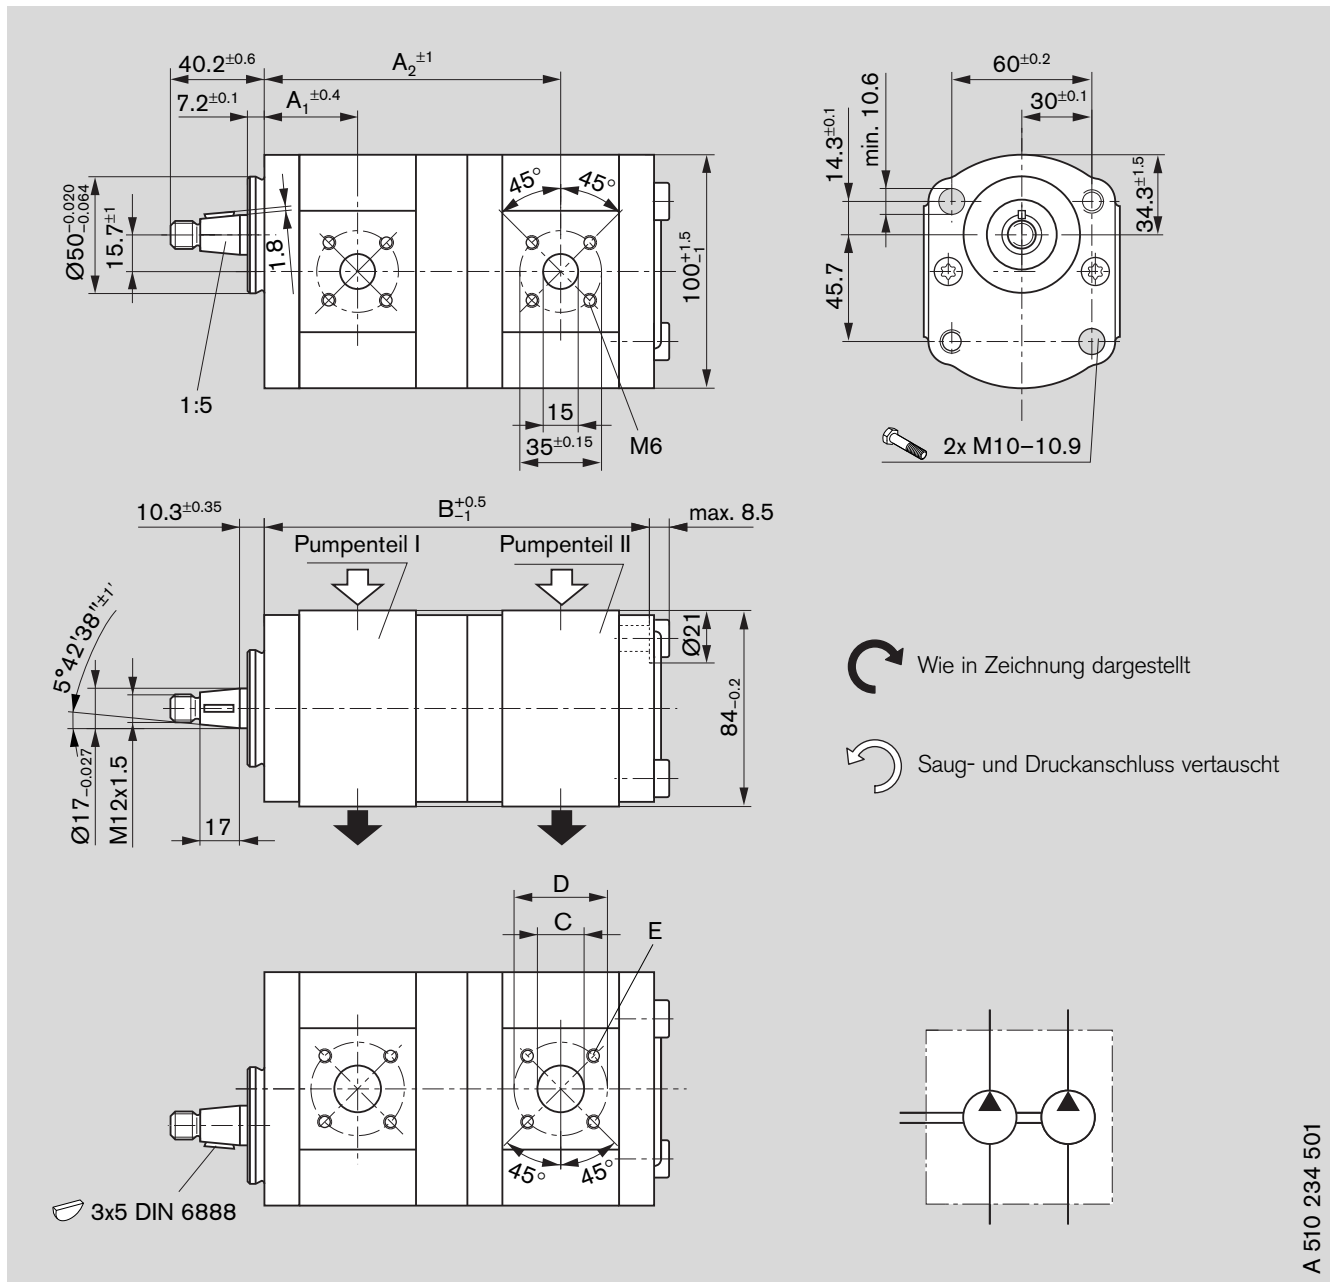 40.2±0.6
A2±1
7.2±0.1
A1±0.4
Ø50-0.020
-0.064
15.7±1
1.8
45°
45°
100+1.5
-1
1:5
15
35±0.15
M6
60±0.2
30±0.1
14.3±0.1
min. 10.6
34.3±1.5
45.7
2x M10–10.9
10.3±0.35
B+0.5
-1
max. 8.5
Pumpenteil I
Pumpenteil II
5°42'38"±1'
Ø17-0.027
M12x1.5
17
Ø21
84-0.2
Wie in Zeichnung dargestellt
Saug- und Druckanschluss vertauscht
D
C
E
45°
45°
3x5 DIN 6888
A 510 234 501